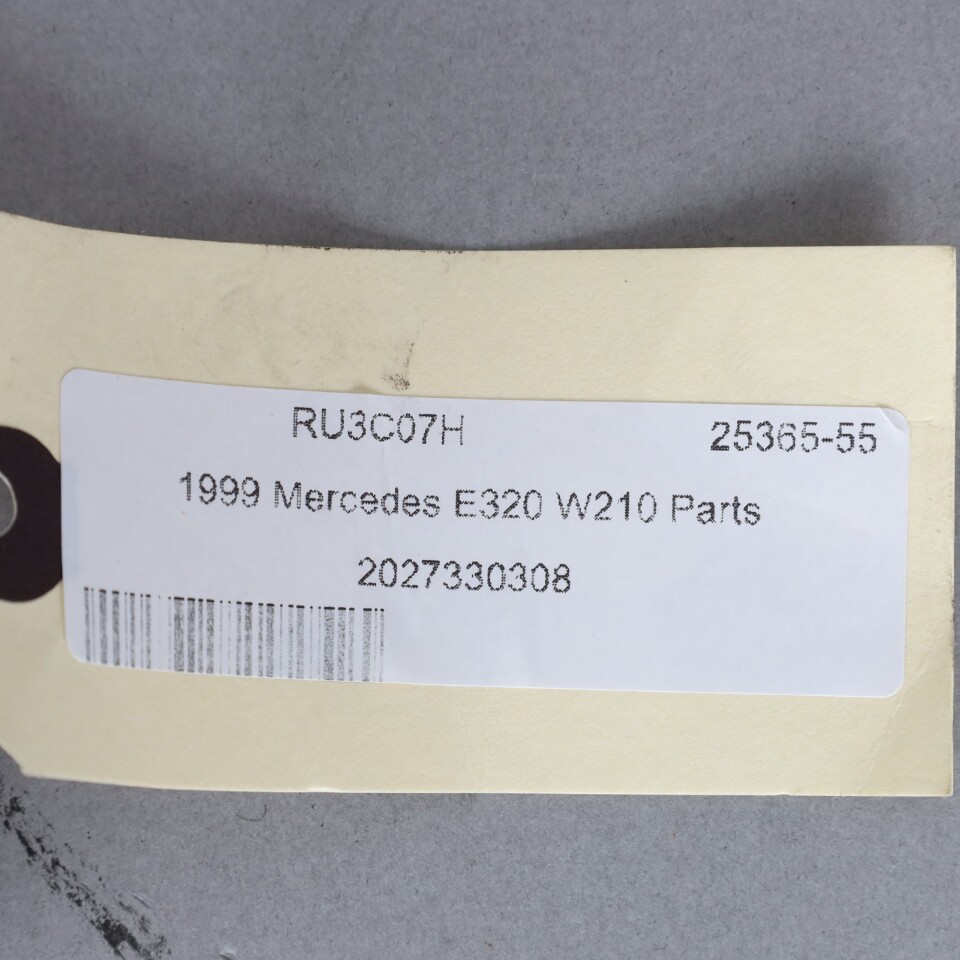 RU3C07H 25365-55
1999 Mercedes E320 W210 Parts
2027330308